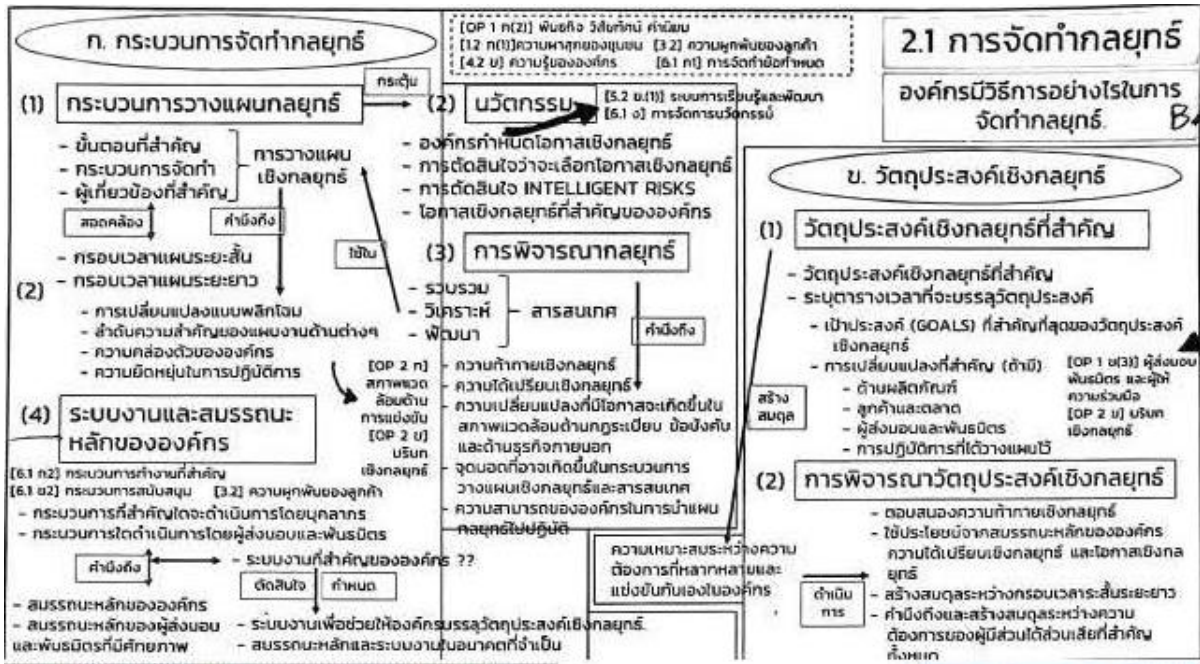 ก. กระบวนการจัดทำกลยุทธ์
(1) กระบวนการวางแผนกลยุทธ์
- ขั้นตอนที่สำคัญ
- กระบวนการจัดทำ
- ผู้เกี่ยวข้องที่สำคัญ
การวางแผน
เชิงกลยุทธ์
สอดคล้อง
คำนึงถึง
- กรอบเวลาแผนระยะสั้น
- กรอบเวลาแผนระยะยาว
(2)
- การเปลี่ยนแปลงแบบพลิกโฉม
- ลำดับความสำคัญของแผนงานด้านต่างๆ
- ความคล่องตัวขององค์กร
- ความยืดหยุ่นในการปฏิบัติการ
กระตุ้น
ใช้ใน
[OP 1 ก(2)] พันธกิจ วิสัยทัศน์ ค่านิยม
[1.2 ก(1)]ความผาสุกของชุมชน [3.2] ความผูกพันของลูกค้า
[4.2 ข] ความรู้ขององค์กร [6.1 ก1] การจัดทำข้อกำหนด
(2) นวัตกรรม
[5.2 ข.(1)] ระบบการเรียนรู้และพัฒนา
[6.1 ง] การจัดการนวัตกรรม์
- องค์กรกำหนดโอกาสเชิงกลยุทธ์
- การตัดสินใจว่าจะเลือกโอกาสเชิงกลยุทธ์
- การตัดสินใจ INTELLIGENT RISKS
- โอกาสเชิงกลยุทธ์ที่สำคัญขององค์กร
(3) การพิจารณากลยุทธ์
- รวบรวม
- วิเคราะห์
- พัฒนา
สารสนเทศ
คำนึงถึง
[OP 2 ก]
สภาพแวด
ล้อมด้าน
การแข่งขัน
[OP 2 ข]
บริบท
เชิงกลยุทธ์
- ความท้าทายเชิงกลยุทธ์
- ความได้เปรียบเชิงกลยุทธ์
- ความเปลี่ยนแปลงที่มีโอกาสจะเกิดขึ้นใน
สภาพแวดล้อมด้านกฎระเบียบ ข้อบังคับ
และด้านธุรกิจภายนอก
- จุดบอดที่อาจเกิดขึ้นในกระบวนการ
วางแผนเชิงกลยุทธ์และสารสนเทศ
- ความสามารถขององค์กรในการนำแผน
กลยุทธ์ไปปฏิบัติ
(4) ระบบงานและสมรรถนะ
หลักขององค์กร
[6.1 ก2] กระบวนการทำงานที่สำคัญ
[6.1 ข2] กระบวนการสนับสนุน [3.2] ความผูกพันของลูกค้า
- กระบวนการที่สำคัญใดจะดำเนินการโดยบุคลากร
- กระบวนการใดดำเนินการโดยผู้ส่งมอบและพันธมิตร
คำนึงถึง
- ระบบงานที่สำคัญขององค์กร ??
ตัดสินใจ
กำหนด
- สมรรถนะหลักขององค์กร
- สมรรถนะหลักของผู้ส่งมอบ
และพันธมิตรที่มีศักยภาพ
- ระบบงานเพื่อช่วยให้องค์กรบรรลุวัตถุประสงค์เชิงกลยุทธ์.
- สมรรถนะหลักและระบบงานในอนาคตที่จำเป็น
2.1 การจัดทำกลยุทธ์
องค์กรมีวิธีการอย่างไรในการ
จัดทำกลยุทธ์.
ข. วัตถุประสงค์เชิงกลยุทธ์
(1) วัตถุประสงค์เชิงกลยุทธ์ที่สำคัญ
- วัตถุประสงค์เชิงกลยุทธ์ที่สำคัญ
- ระบุตารางเวลาที่จะบรรลุวัตถุประสงค์
- เป้าประสงค์ (GOALS) ที่สำคัญที่สุดของวัตถุประสงค์
เชิงกลยุทธ์
- การเปลี่ยนแปลงที่สำคัญ (ถ้ามี)
- ด้านผลิตภัณฑ์
- ลูกค้าและตลาด
- ผู้ส่งมอบและพันธมิตร
- การปฏิบัติการที่ได้วางแผนไว้
[OP 1 ข(3)] ผู้ส่งมอบ
พันธมิตร และผู้ให้
ความร่วมมือ
[OP 2 ข] บริบท
เชิงกลยุทธ์
สร้าง
สมดุล
ความเหมาะสมระหว่างความ
ต้องการที่หลากหลายและ
แข่งขันกันเองในองค์กร
ดำเนิน
การ
(2) การพิจารณาวัตถุประสงค์เชิงกลยุทธ์
- ตอบสนองความท้าทายเชิงกลยุทธ์
- ใช้ประโยชน์จากสมรรถนะหลักขององค์กร
ความได้เปรียบเชิงกลยุทธ์ และโอกาสเชิงกล
ยุทธ์
- สร้างสมดุลระหว่างกรอบเวลาระยะสั้นระยะยาว
- คำนึงถึงและสร้างสมดุลระหว่างความ
ต้องการของผู้มีส่วนได้ส่วนเสียที่สำคัญ
ทั้งหมด